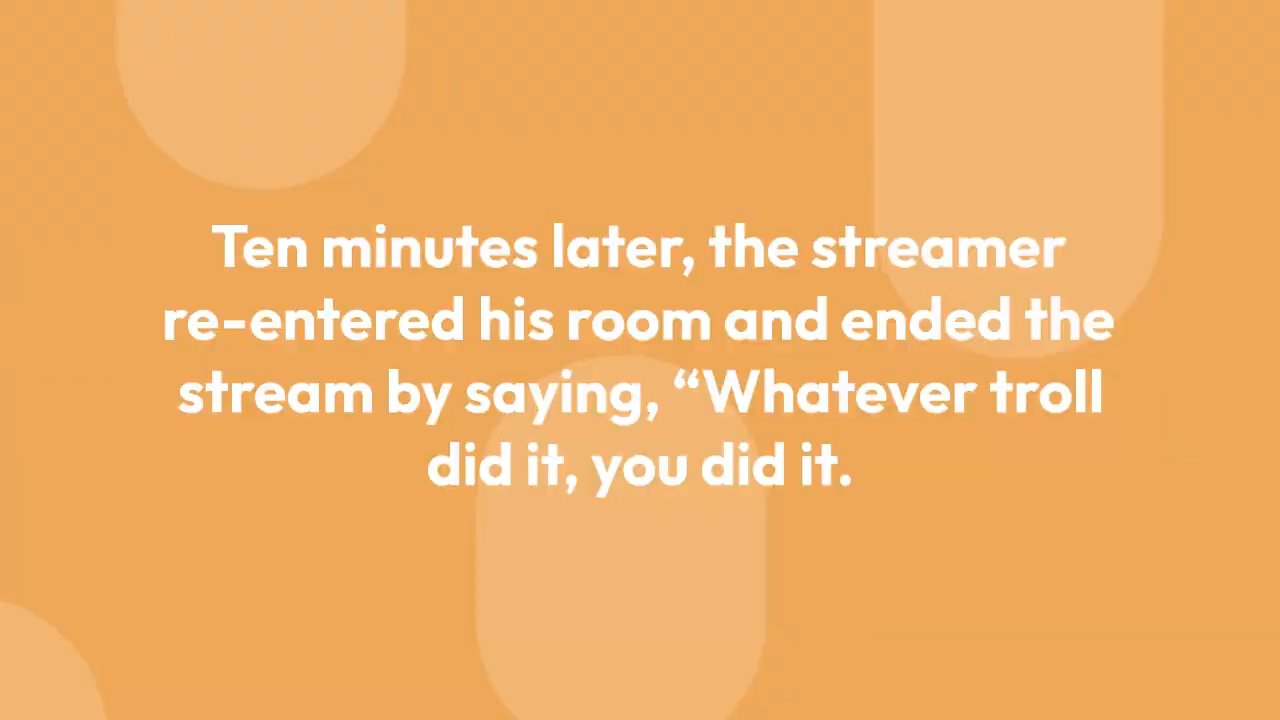 Ten minutes later, the streamer
re-entered his room and ended the
stream by saying, “Whatever troll
did it, you did it.